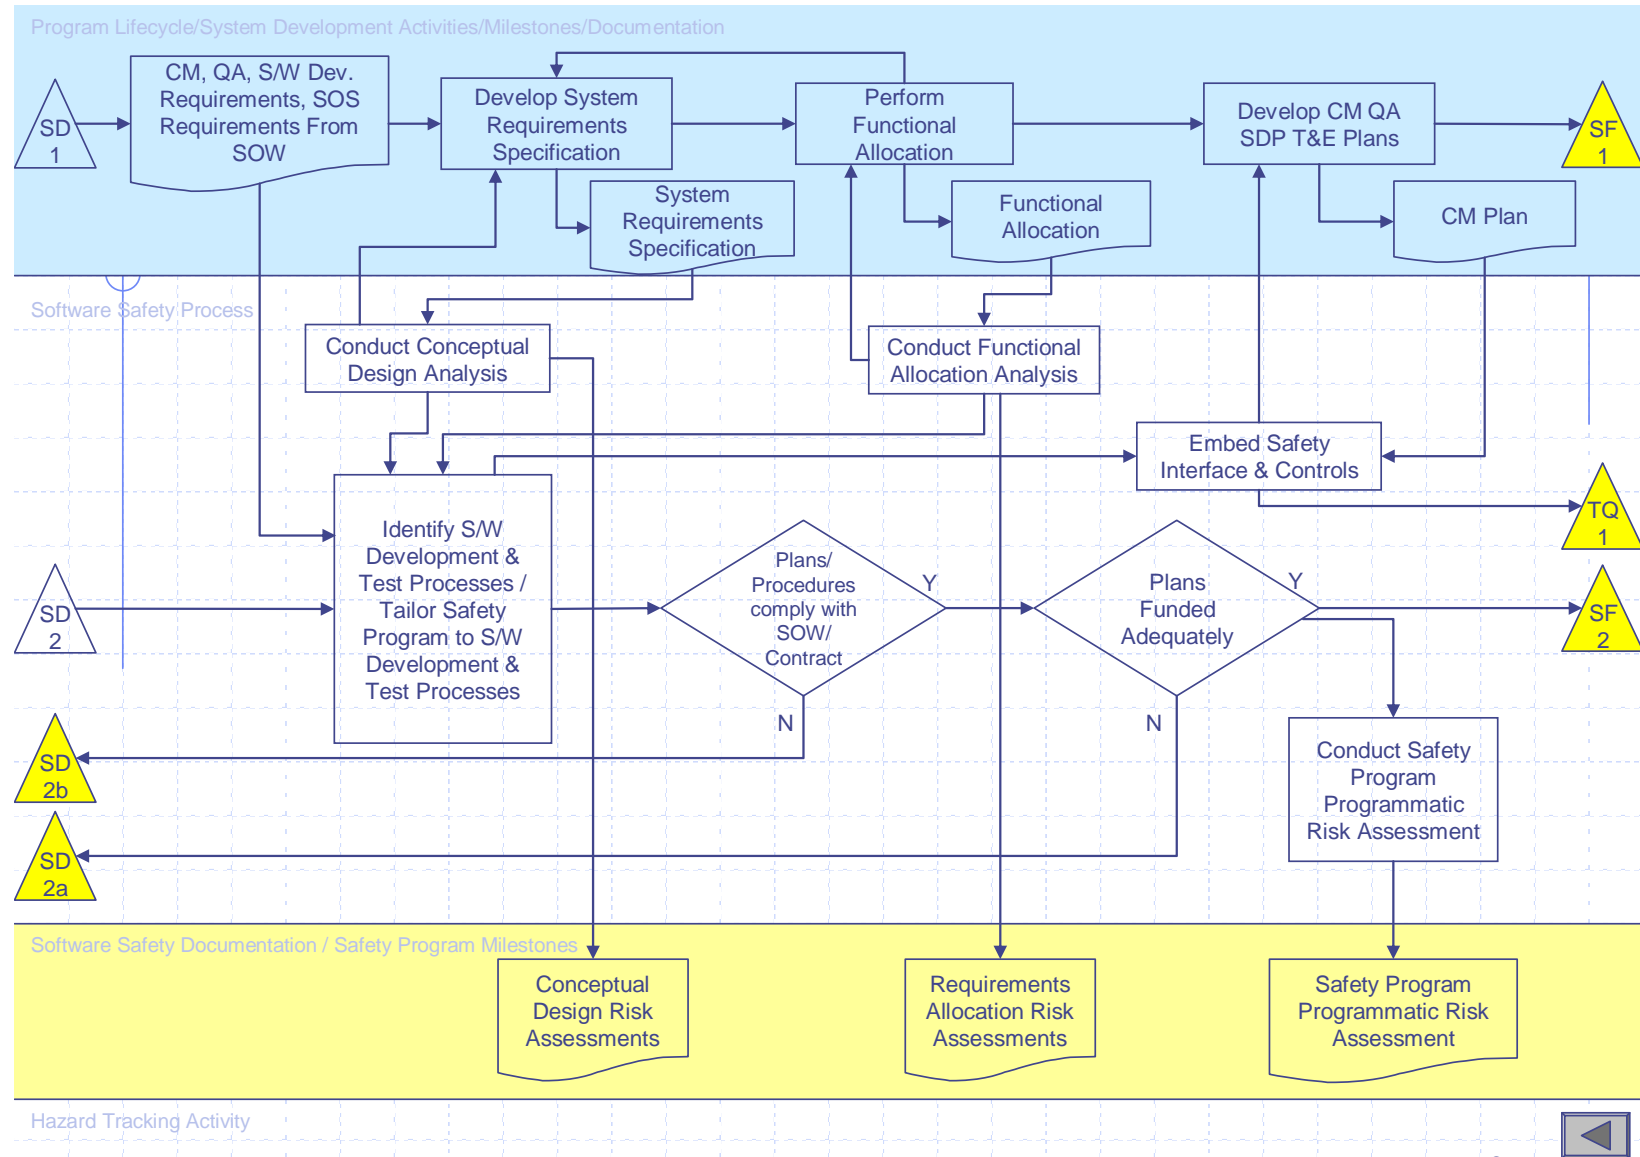 Program Lifecycle/System Development Activities/Milestones/Documentation
SD
1
CM, QA, S/W Dev.
Requirements, SOS
Requirements From
SOW
Develop System
Requirements
Specification
Perform
Functional
Allocation
Develop CM QA
SDP T&E Plans
SF
1
System
Requirements
Specification
Functional
Allocation
CM Plan
Software Safety Process
Conduct Conceptual
Design Analysis
Conduct Functional
Allocation Analysis
Embed Safety
Interface & Controls
TQ
1
Identify S/W
Development &
Test Processes /
Tailor Safety
Program to S/W
Development &
Test Processes
SD
2
Plans/
Procedures
comply with
SOW/
Contract
Y
N
Plans
Funded
Adequately
Y
N
SF
2
SD
2b
Conduct Safety
Program
Programmatic
Risk Assessment
SD
2a
Software Safety Documentation / Safety Program Milestones
Conceptual
Design Risk
Assessments
Requirements
Allocation Risk
Assessments
Safety Program
Programmatic Risk
Assessment
Hazard Tracking Activity